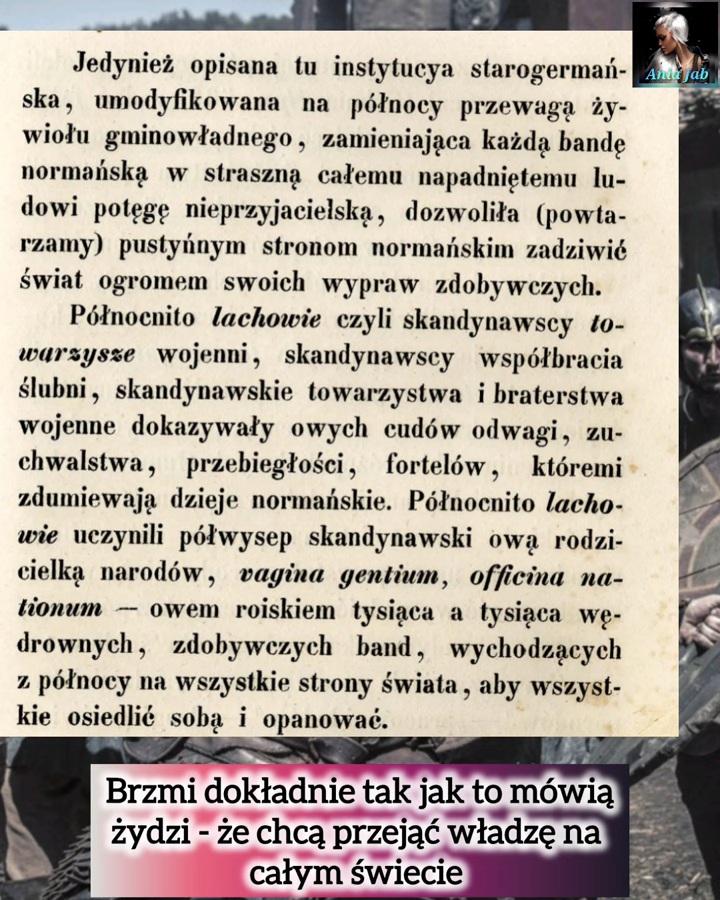 Anid jab
Jedynież opisana tu instytucya starogermań-
ska, umodyfikowana na północy przewagą ży-
wiołu gminowładnego, zamieniająca każdą bandę
normańską w straszną całemu napadniętemu lu-
dowi potęgę nieprzyjacielską, dozwoliła (powta-
rzamy) pustyńnym stronom normańskim zadziwić
świat ogromem swoich wypraw zdobywczych.
Północnito lachowie czyli skandynawscy to-
warzysze wojenni, skandynawscy współbracia
ślubni, skandynawskie towarzystwa i braterstwa
wojenne dokazywały owych cudów odwagi, zu-
chwalstwa, przebiegłości, fortelów, któremi
zdumiewają dzieje normańskie. Północnito lacho-
wie uczynili półwysep skandynawski ową rodzi-
cielką narodów, vagina gentium, officina na-
tionum — owem roiskiem tysiąca a tysiąca wę-
drownych, zdobywczych band, wychodzących
z północy na wszystkie strony świata, aby wszyst-
kie osiedlić sobą i opanować.
Brzmi dokładnie tak jak to mówią
żydzi - że chcą przejąć władzę na
całym świecie